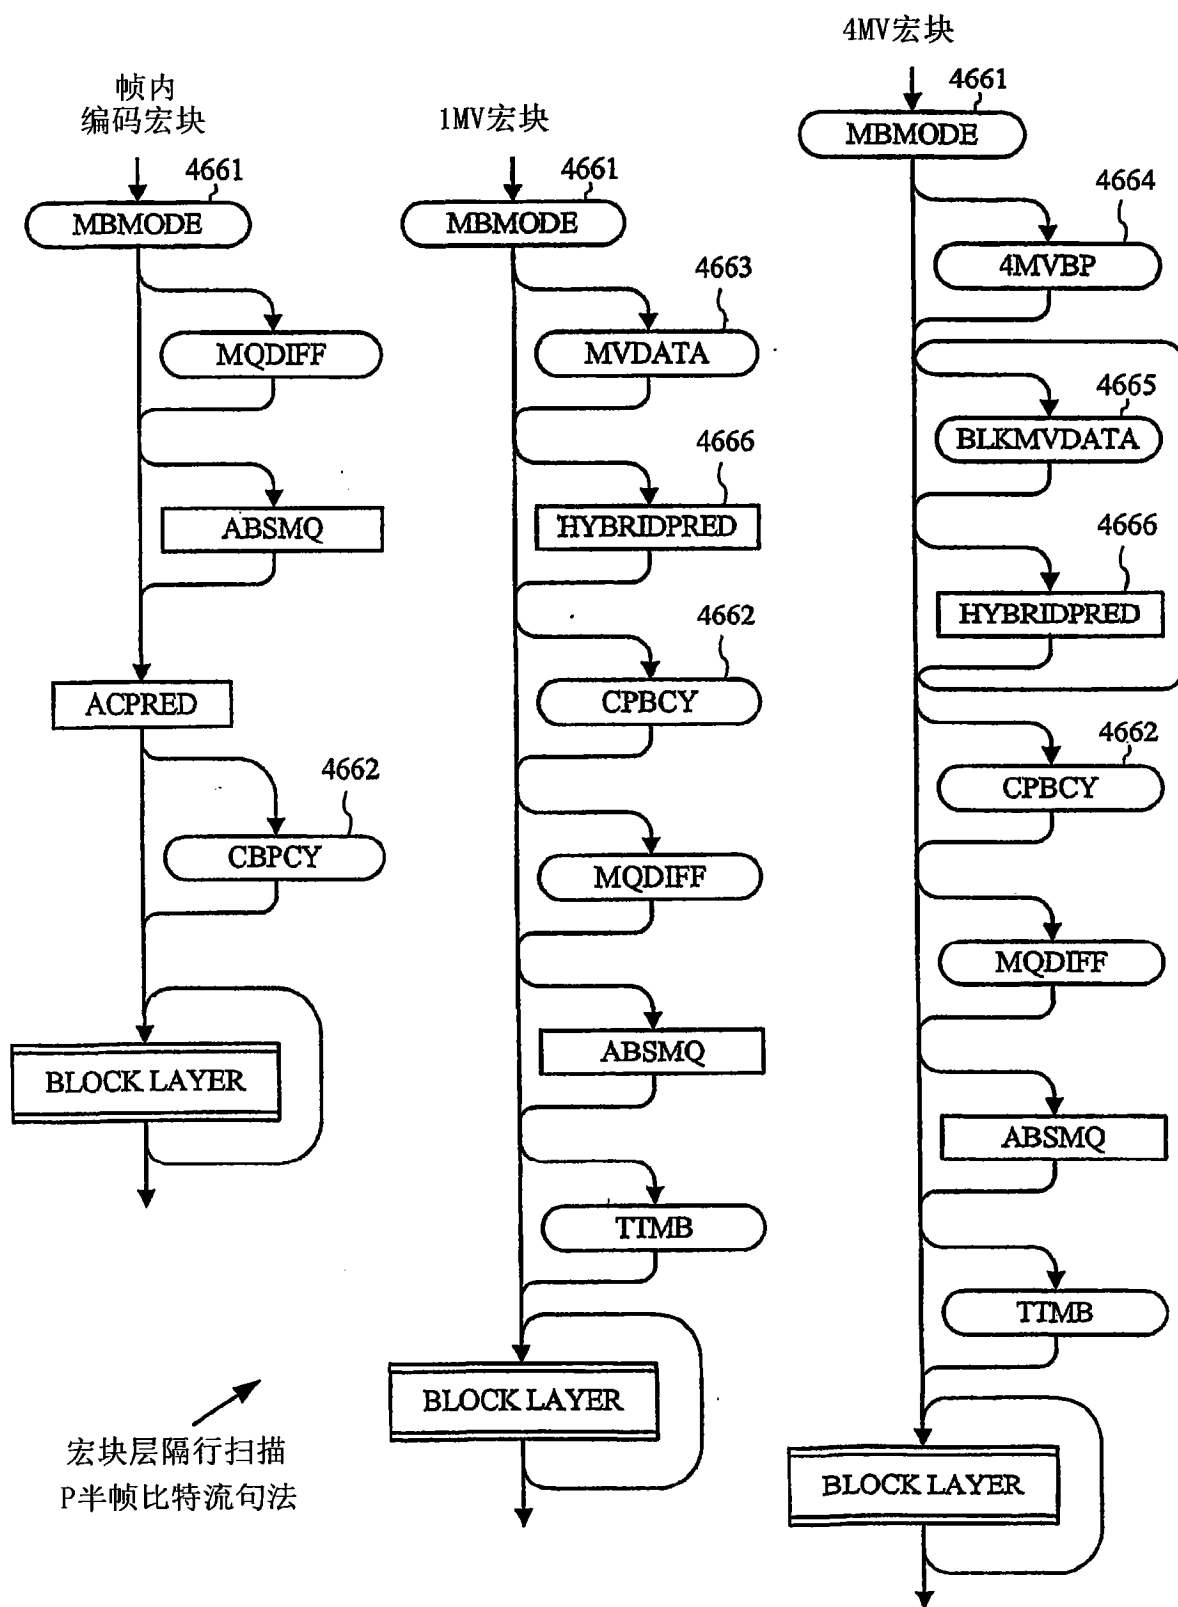 帧内
编码宏块
4661
MBMODE
MQDIFF
ABSMQ
ACPRED
4662
CBPCY
BLOCK LAYER
1MV宏块
4661
MBMODE
4663
MVDATA
4666
HYBRIDPRED
4662
CPBCY
MQDIFF
ABSMQ
TTMB
BLOCK LAYER
4MV宏块
4661
MBMODE
4664
4MVBP
4665
BLKMVDATA
4666
HYBRIDPRED
4662
CPBCY
MQDIFF
ABSMQ
TTMB
BLOCK LAYER
宏块层隔行扫描
P半帧比特流句法